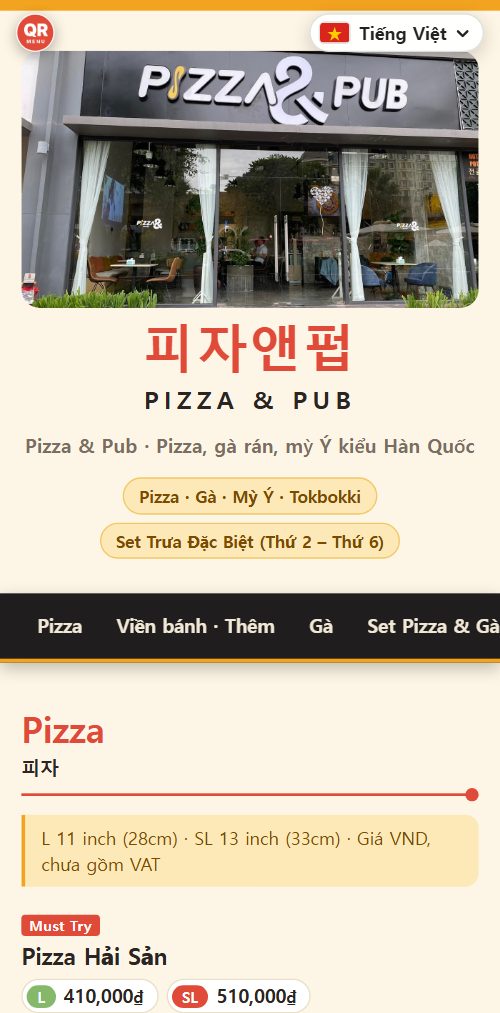 QR
MENU
Tiếng Việt
PIZZA& PUB
PIZZA&
PIZZA&
피자앤펍
PIZZA & PUB
Pizza & Pub · Pizza, gà rán, mỳ Ý kiểu Hàn Quốc
Pizza · Gà · Mỳ Ý · Tokbokki
Set Trưa Đặc Biệt (Thứ 2 – Thứ 6)
Pizza
Viền bánh · Thêm
Gà
Set Pizza & Gà
Pizza
피자
L 11 inch (28cm) · SL 13 inch (33cm) · Giá VND,
chưa gồm VAT
Must Try
Pizza Hải Sản
L 410,000₫ SL 510,000₫